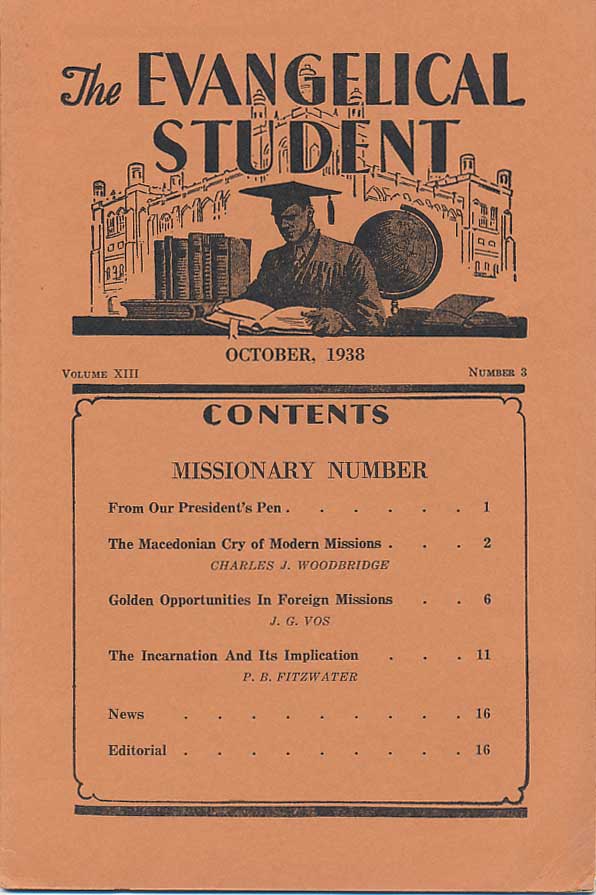 The EVANGELICAL
STUDENT
OCTOBER, 1938
VOLUME XIII NUMBER 3
CONTENTS
MISSIONARY NUMBER
From Our President's Pen . . . . . . 1
The Macedonian Cry of Modern Missions . . . 2
CHARLES J. WOODBRIDGE
Golden Opportunities In Foreign Missions . . 6
J. G. VOS
The Incarnation And Its Implication . . . 11
P. B. FITZWATER
News . . . . . . . . . 16
Editorial . . . . . . . . . 16